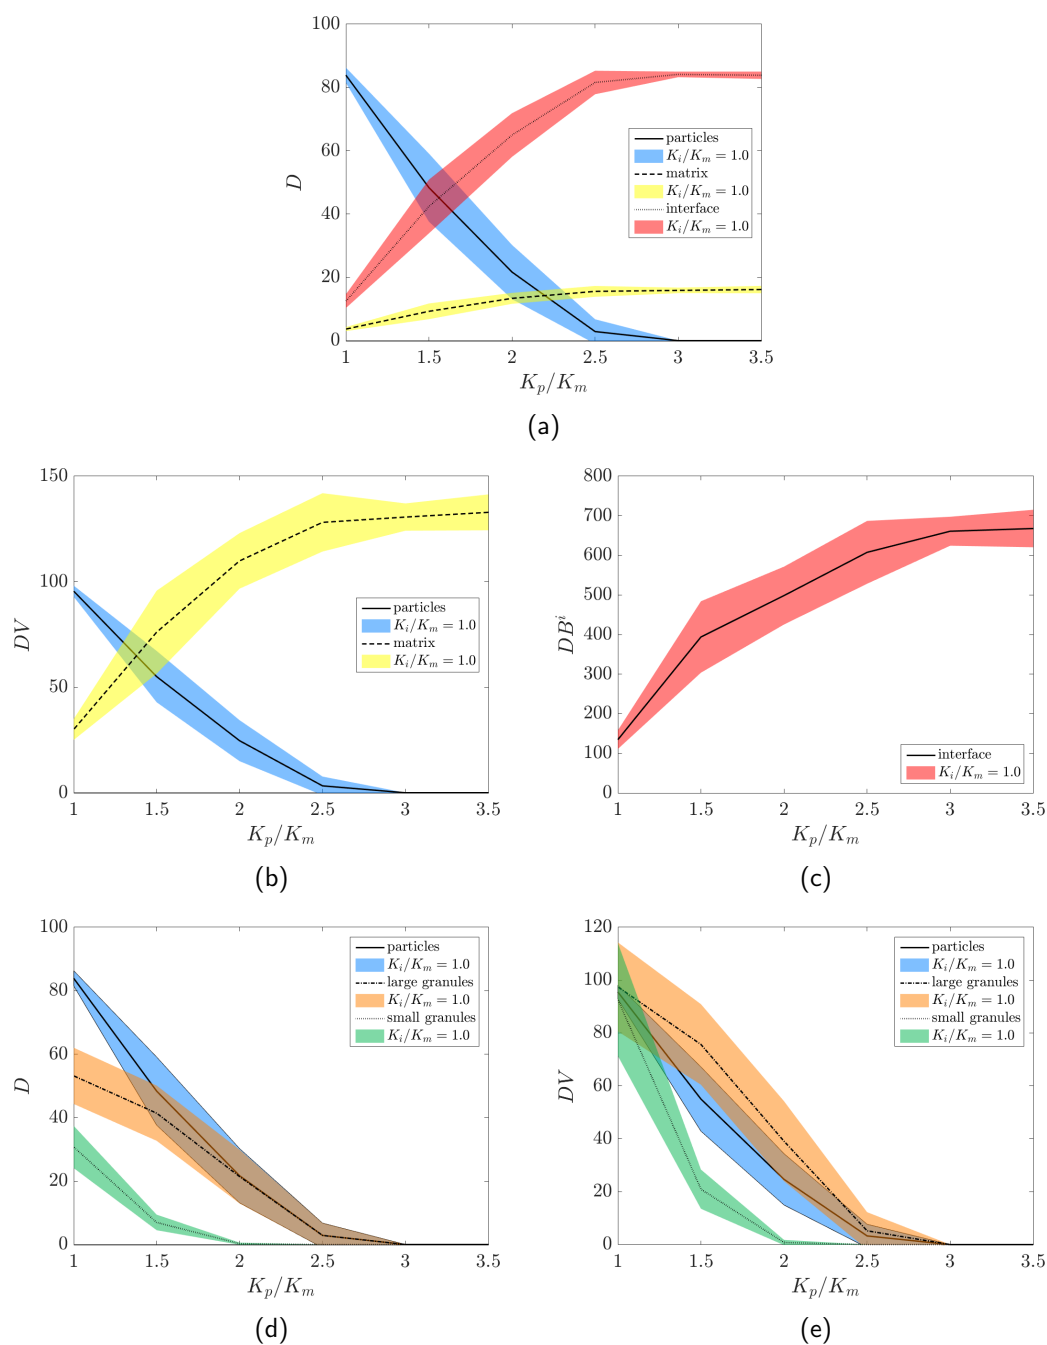 100
80
60
40
20
0
D
particles
K_i/K_m = 1.0
matrix
K_i/K_m = 1.0
interface
K_i/K_m = 1.0
1 1.5 2 2.5 3 3.5
K_p/K_m
(a)
150
100
50
0
DV
particles
K_i/K_m = 1.0
matrix
K_i/K_m = 1.0
1 1.5 2 2.5 3 3.5
K_p/K_m
(b)
800
700
600
500
400
300
200
100
0
DB^i
interface
K_i/K_m = 1.0
1 1.5 2 2.5 3 3.5
K_p/K_m
(c)
100
80
60
40
20
0
D
particles
K_i/K_m = 1.0
large granules
K_i/K_m = 1.0
small granules
K_i/K_m = 1.0
1 1.5 2 2.5 3 3.5
K_p/K_m
(d)
120
100
80
60
40
20
0
DV
particles
K_i/K_m = 1.0
large granules
K_i/K_m = 1.0
small granules
K_i/K_m = 1.0
1 1.5 2 2.5 3 3.5
K_p/K_m
(e)